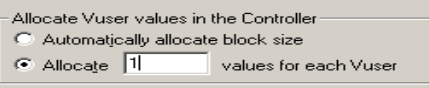 Allocate Vuser values in the Controller
Automatically allocate block size
Allocate 1 values for each Vuser